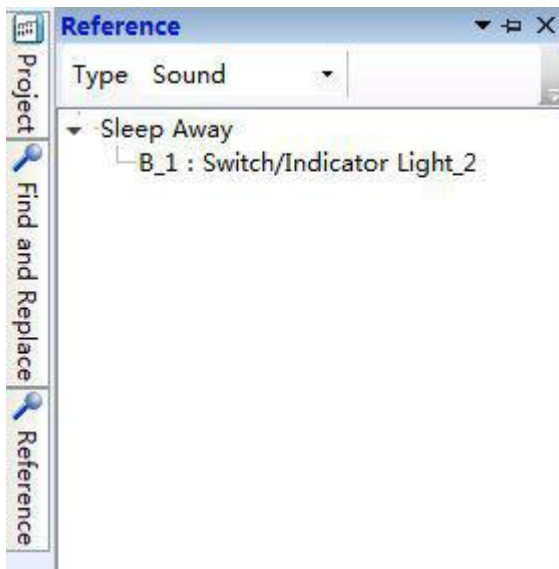 Reference
Type Sound
Sleep Away
B_1 : Switch/Indicator Light_2
Project
Find and Replace
Reference